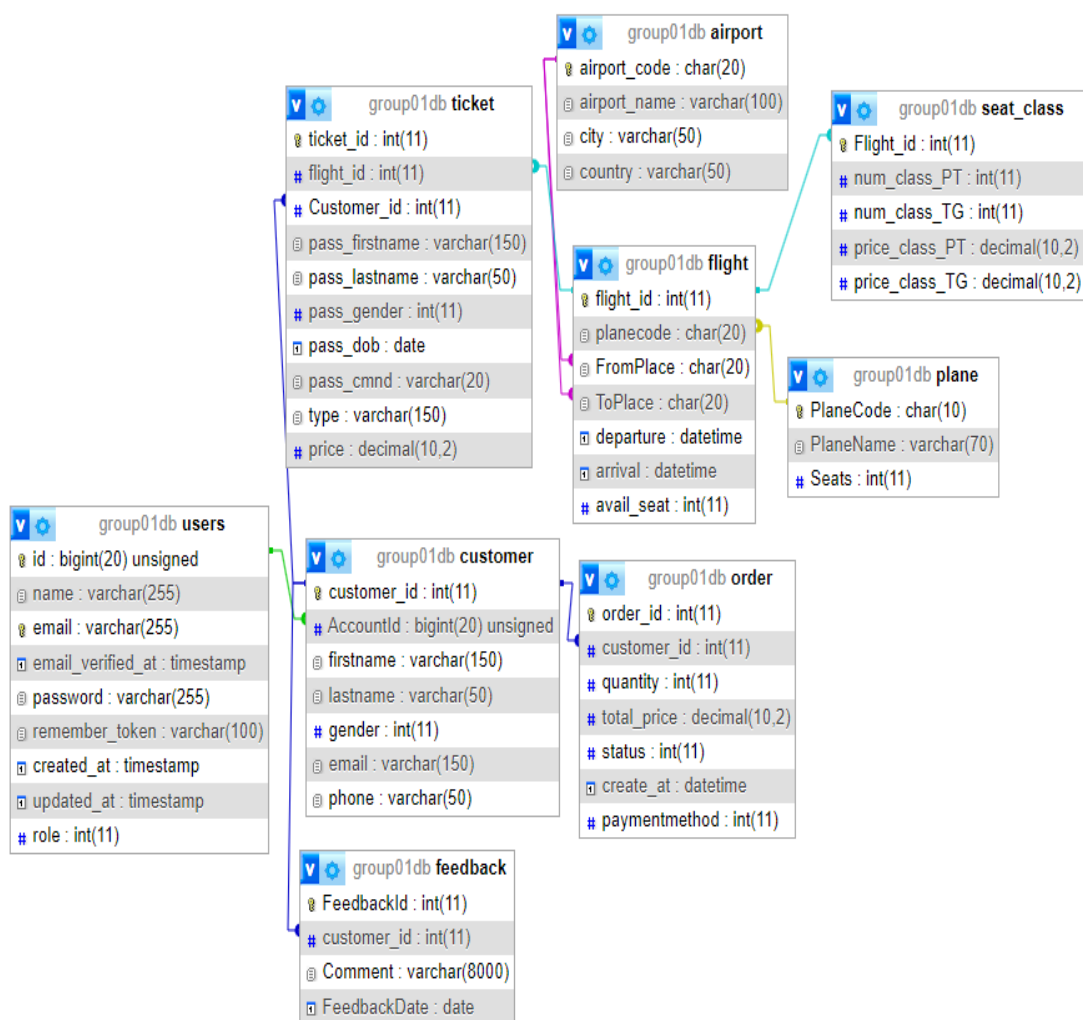 group01db airport
airport_code : char(20)
airport_name : varchar(100)
city : varchar(50)
country : varchar(50)
group01db ticket
ticket_id : int(11)
flight_id : int(11)
Customer_id : int(11)
pass_firstname : varchar(150)
pass_lastname : varchar(50)
pass_gender : int(11)
pass_dob : date
pass_cmnd : varchar(20)
type : varchar(150)
price : decimal(10,2)
group01db seat_class
Flight_id : int(11)
num_class_PT : int(11)
num_class_TG : int(11)
price_class_PT : decimal(10,2)
price_class_TG : decimal(10,2)
group01db flight
flight_id : int(11)
planecode : char(20)
FromPlace : char(20)
ToPlace : char(20)
departure : datetime
arrival : datetime
avail_seat : int(11)
group01db plane
PlaneCode : char(10)
PlaneName : varchar(70)
Seats : int(11)
group01db users
id : bigint(20) unsigned
name : varchar(255)
email : varchar(255)
email_verified_at : timestamp
password : varchar(255)
remember_token : varchar(100)
created_at : timestamp
updated_at : timestamp
role : int(11)
group01db customer
customer_id : int(11)
AccountId : bigint(20) unsigned
firstname : varchar(150)
lastname : varchar(50)
gender : int(11)
email : varchar(150)
phone : varchar(50)
group01db order
order_id : int(11)
customer_id : int(11)
quantity : int(11)
total_price : decimal(10,2)
status : int(11)
create_at : datetime
paymentmethod : int(11)
group01db feedback
FeedbackId : int(11)
customer_id : int(11)
Comment : varchar(8000)
FeedbackDate : date